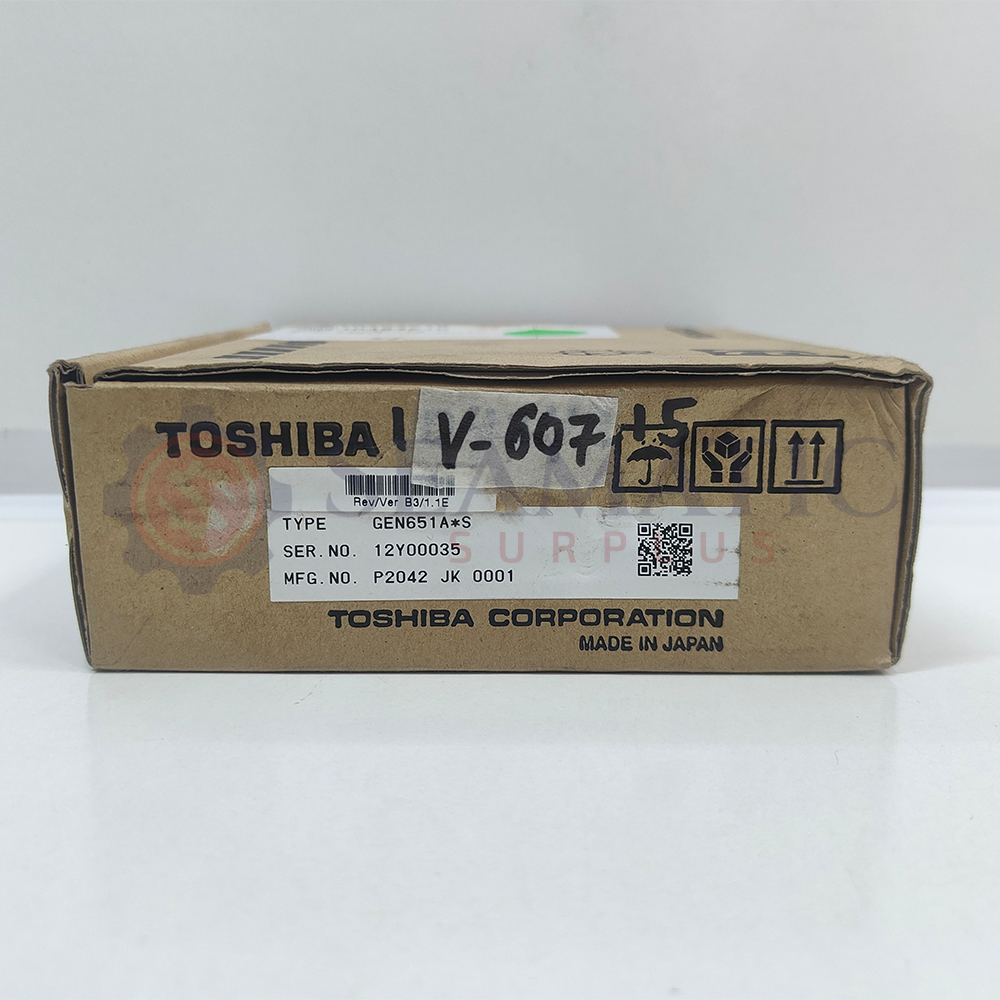 TOSHIBA
V-607
15
Rev/Ver B3/1.1E
TYPE GEN651A*S
SER.NO. 12Y00035
MFG.NO. P2042 JK 0001
SURPLUS
TOSHIBA CORPORATION
MADE IN JAPAN